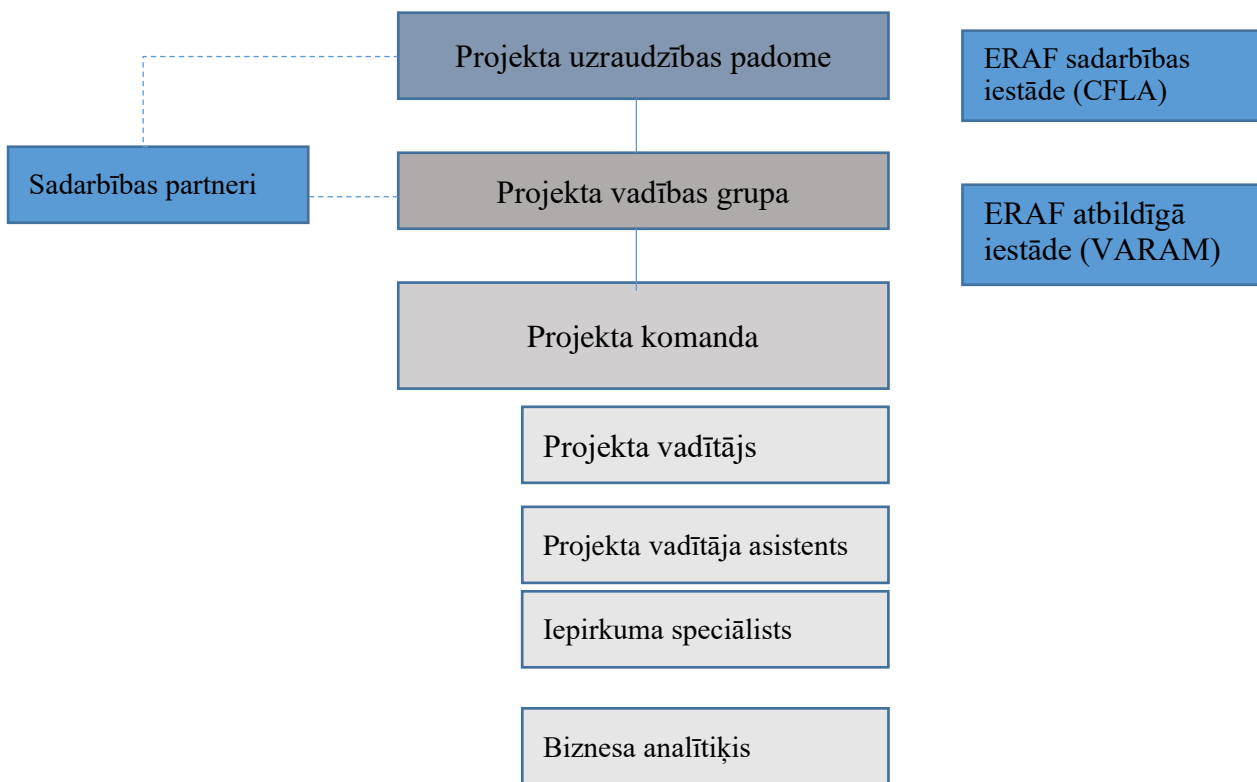 Projekta uzraudzības padome
ERAF sadarbības
iestāde (CFLA)
Sadarbības partneri
Projekta vadības grupa
ERAF atbildīgā
iestāde (VARAM)
Projekta komanda
Projekta vadītājs
Projekta vadītāja asistents
Iepirkuma speciālists
Biznesa analītiķis